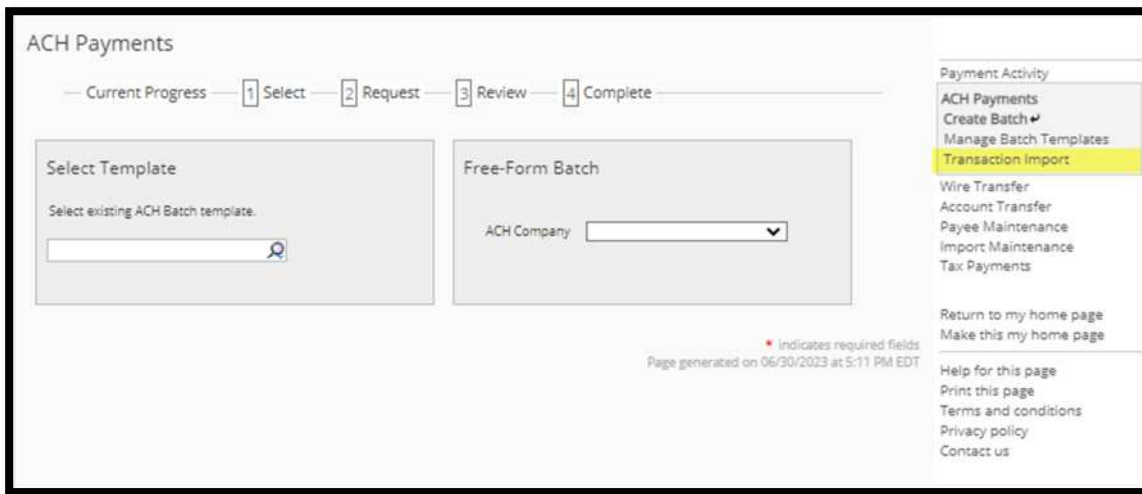 ACH Payments
Current Progress 1 Select 2 Request 3 Review 4 Complete
Select Template
Select existing ACH Batch template.
Free-Form Batch
ACH Company
* indicates required fields
Page generated on 06/30/2023 at 5:11 PM EDT
Payment Activity
ACH Payments
Create Batch
Manage Batch Templates
Transaction Import
Wire Transfer
Account Transfer
Payee Maintenance
Import Maintenance
Tax Payments
Return to my home page
Make this my home page
Help for this page
Print this page
Terms and conditions
Privacy policy
Contact us